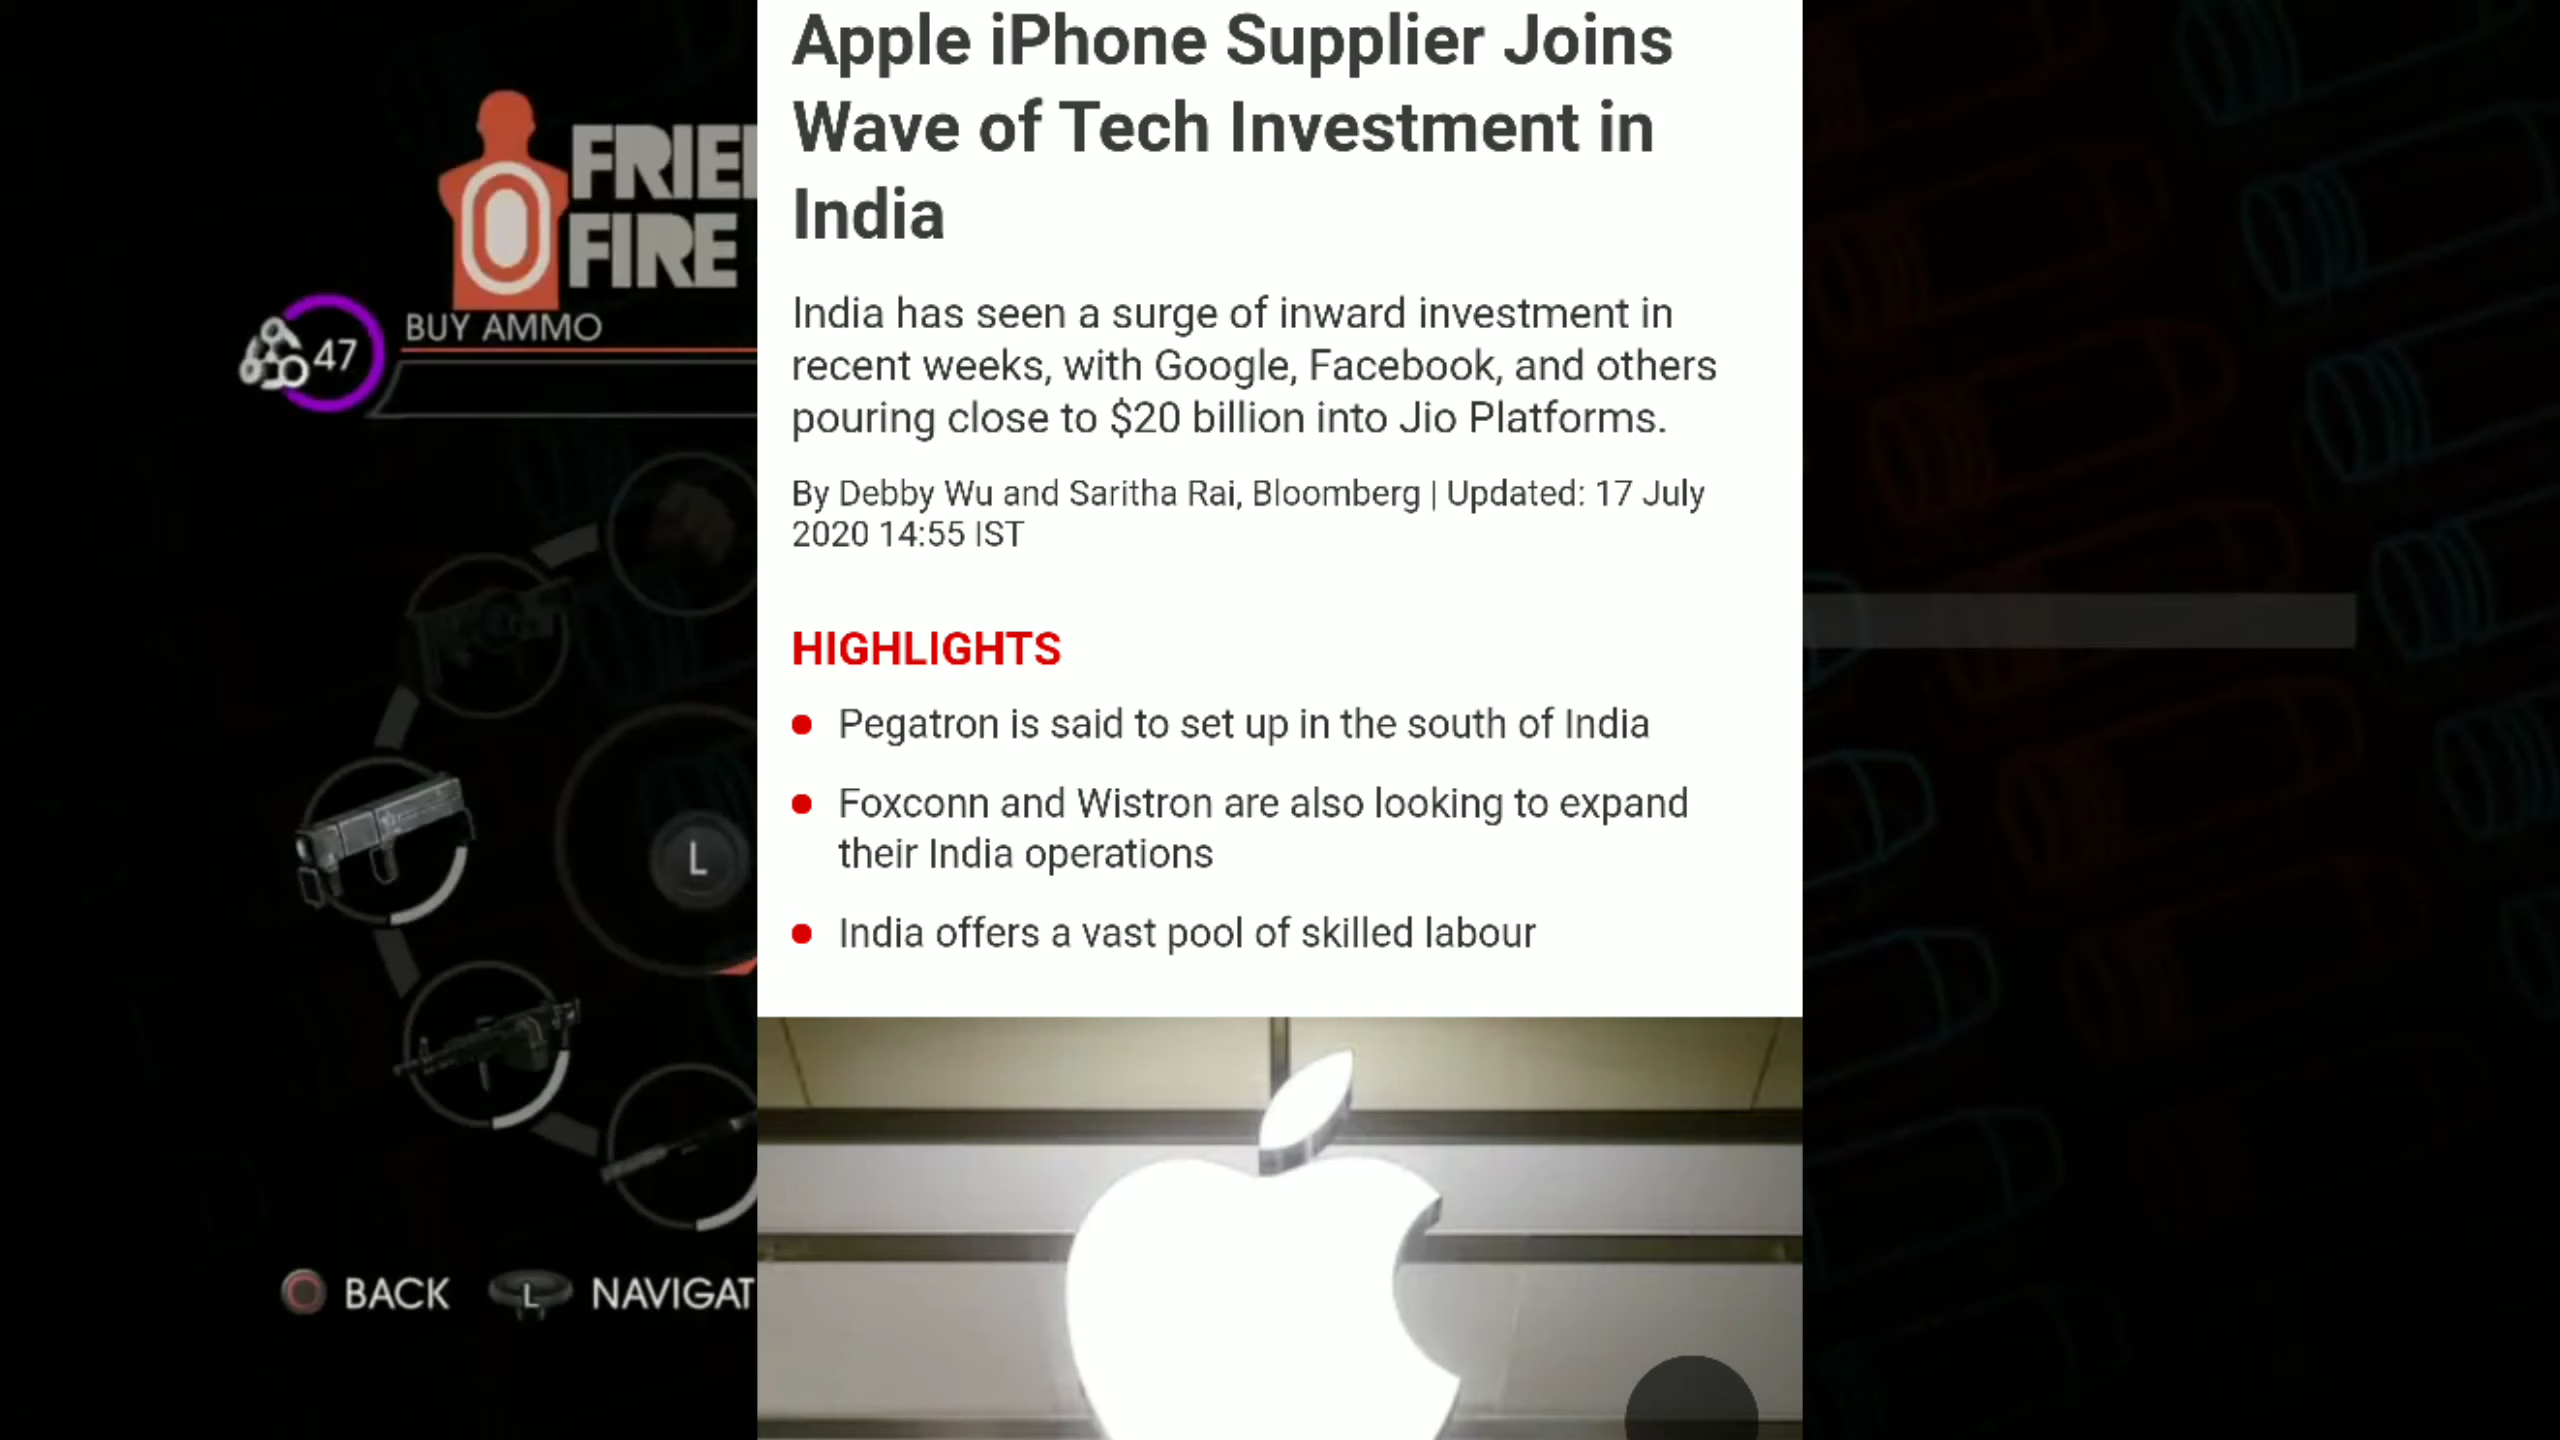 FRIE
FIRE
BUY AMMO
47
L
BACK
L
NAVIGAT
Apple iPhone Supplier Joins
Wave of Tech Investment in
India
India has seen a surge of inward investment in
recent weeks, with Google, Facebook, and others
pouring close to $20 billion into Jio Platforms.
By Debby Wu and Saritha Rai, Bloomberg | Updated: 17 July
2020 14:55 IST
HIGHLIGHTS
Pegatron is said to set up in the south of India
Foxconn and Wistron are also looking to expand
their India operations
India offers a vast pool of skilled labour